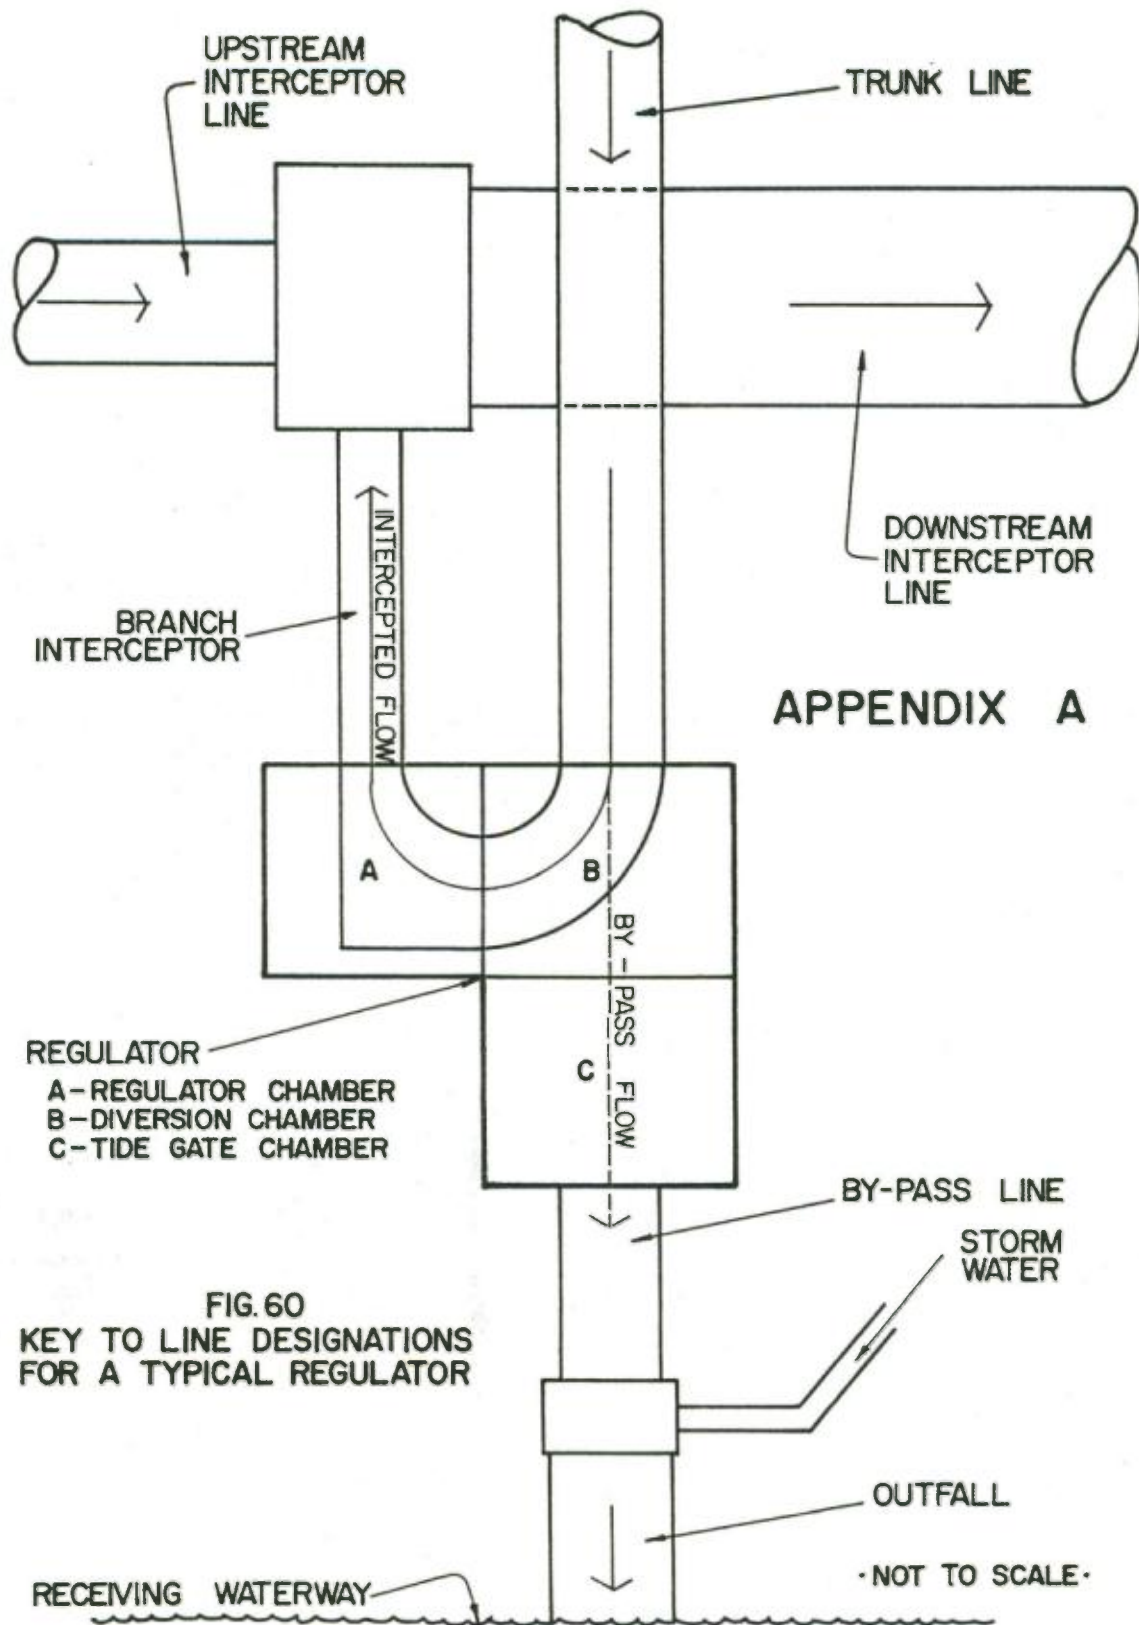 UPSTREAM
INTERCEPTOR
LINE
TRUNK LINE
INTERCEPTED FLOW
DOWNSTREAM
INTERCEPTOR
LINE
BRANCH
INTERCEPTOR
APPENDIX A
A
B
BY-PASS FLOW
C
REGULATOR
A-REGULATOR CHAMBER
B-DIVERSION CHAMBER
C-TIDE GATE CHAMBER
BY-PASS LINE
STORM
WATER
FIG. 60
KEY TO LINE DESIGNATIONS
FOR A TYPICAL REGULATOR
OUTFALL
·NOT TO SCALE·
RECEIVING WATERWAY